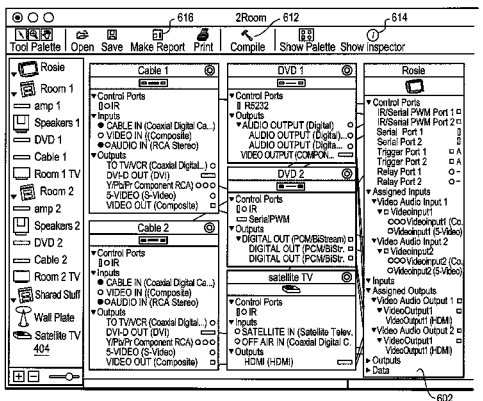 616
2Room
612
614
Tool Palette
Open
Save
Make Report
Print
Compile
Show Palette
Show inspector
Rosie
Room 1
amp 1
Speakers 1
DVD 1
Cable 1
Room 1 TV
Room 2
amp 2
Speakers 2
DVD 2
Cable 2
Room 2 TV
Shared Stuff
Wall Plate
Satellite TV
404
Cable 1
Control Ports
IR
Inputs
CABLE IN (Coaxial Digital Ca...)
VIDEO IN ((Composite)
AUDIO IN (RCA Stereo)
Outputs
TO TV/VCR (Coaxial Digital...)
DVI-D OUT (DVI)
Y/Pb/Pr Component RCA)
5-VIDEO (S-Video)
VIDEO OUT (Composite)
Cable 2
Control Ports
IR
Inputs
CABLE IN (Coaxial Digital Ca...)
VIDEO IN ((Composite)
AUDIO IN (RCA Stereo)
Outputs
TO TV/VCR (Coaxial Digital...)
DVI-D OUT (DVI)
Y/Pb/Pr Component RCA)
5-VIDEO (S-Video)
VIDEO OUT (Composite)
DVD 1
Control Ports
R5232
Outputs
AUDIO OUTPUT (Digital)
AUDIO OUTPUT (Digital)...
AUDIO OUTPUT (Digita...
VIDEO OUTPUT (COMPON...
DVD 2
Control Ports
IR
Serial/PWM
Outputs
DIGITAL OUT (PCM/BiStream)
DIGITAL OUT (PCM/BiStr.
DIGITAL OUT (PCM/BiStr.
satellite TV
Control Ports
IR
Inputs
SATELLITE IN (Satellite Telev.
OFF AIR IN (Coaxial Digital C.
Outputs
HDMI (HDMI)
Rosie
Control Ports
IR/Serial PWM Port 1
IR/Serial PWM Port 2
Serial Port 1
Serial Port 2
Trigger Port 1 A
Trigger Port 2 A
Relay Port 1
Relay Port 2
Assigned Inputs
Video Audio Input 1
Videoinput1
Videoinput1 (Co.
Videoinput1 (5-Video)
Video Audio Input 2
Videoinput2
Videoinput2 (Co.
Videoinput2 (5-Video)
Inputs
Assigned Outputs
Video Audio Output 1
VideoOutput1
VideoOutput1 (HDMI)
Video Audio Output 2
VideoOutput1
VideoOutput1 (HDMI)
Outputs
Data
602